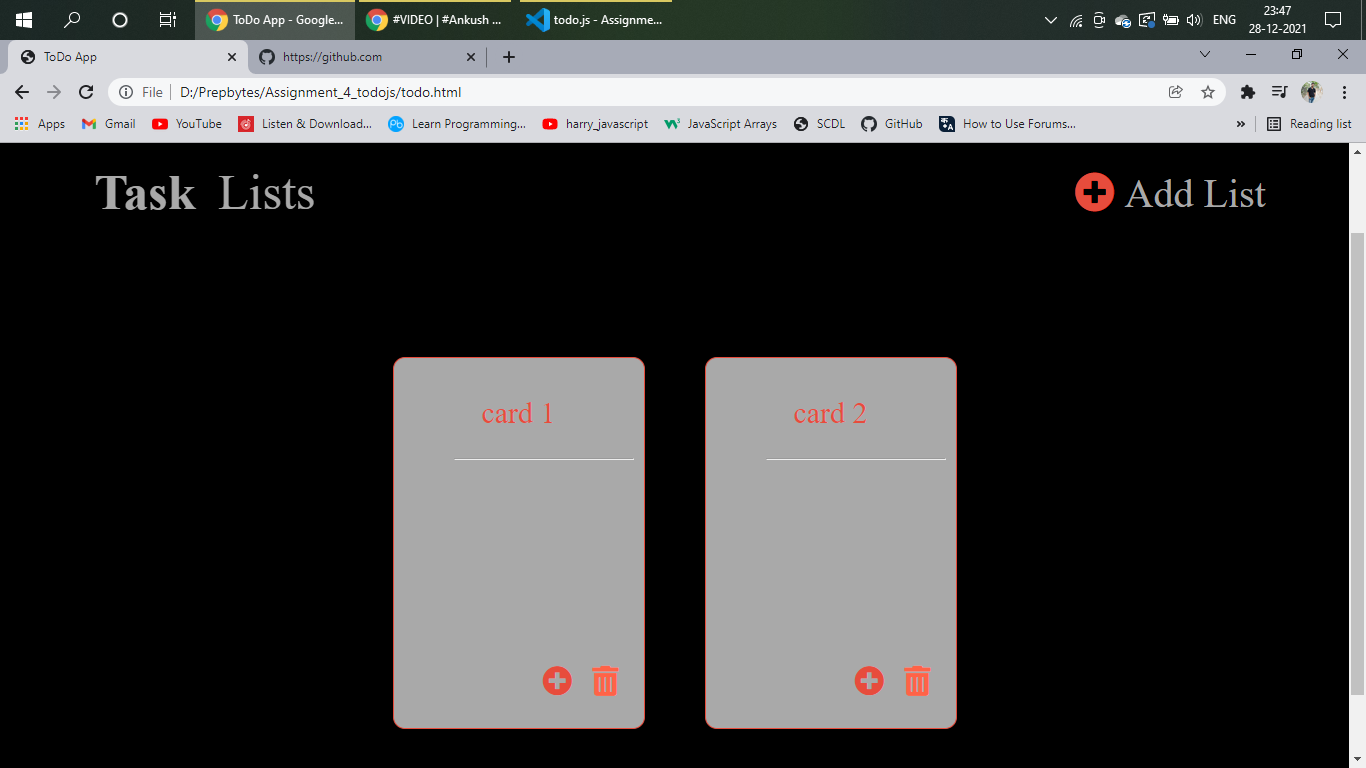 ToDo App - Google...
#VIDEO | #Ankush ...
todo.js - Assignme...
ENG
23:47
28-12-2021
ToDo App
https://github.com
File
D:/Prepbytes/Assignment_4_todojs/todo.html
Apps
Gmail
YouTube
Listen & Download...
Pb
Learn Programming...
harry_javascript
W3
JavaScript Arrays
SCDL
GitHub
How to Use Forums...
»
Reading list
Task Lists
Add List
card 1
card 2